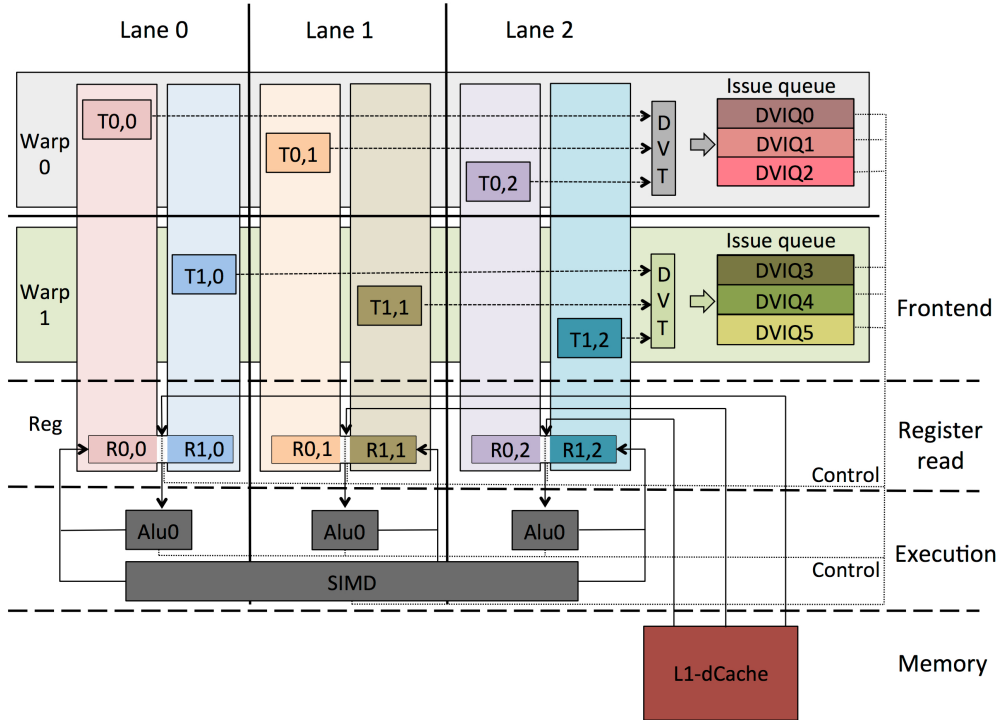 Lane 0
Lane 1
Lane 2
Warp
0
T0,0
T0,1
T0,2
D
V
T
Issue queue
DVIQ0
DVIQ1
DVIQ2
Warp
1
T1,0
T1,1
T1,2
D
V
T
Issue queue
DVIQ3
DVIQ4
DVIQ5
Frontend
Reg
R0,0
R1,0
R0,1
R1,1
R0,2
R1,2
Register
read
Control
Alu0
Alu0
Alu0
Execution
Control
SIMD
L1-dCache
Memory